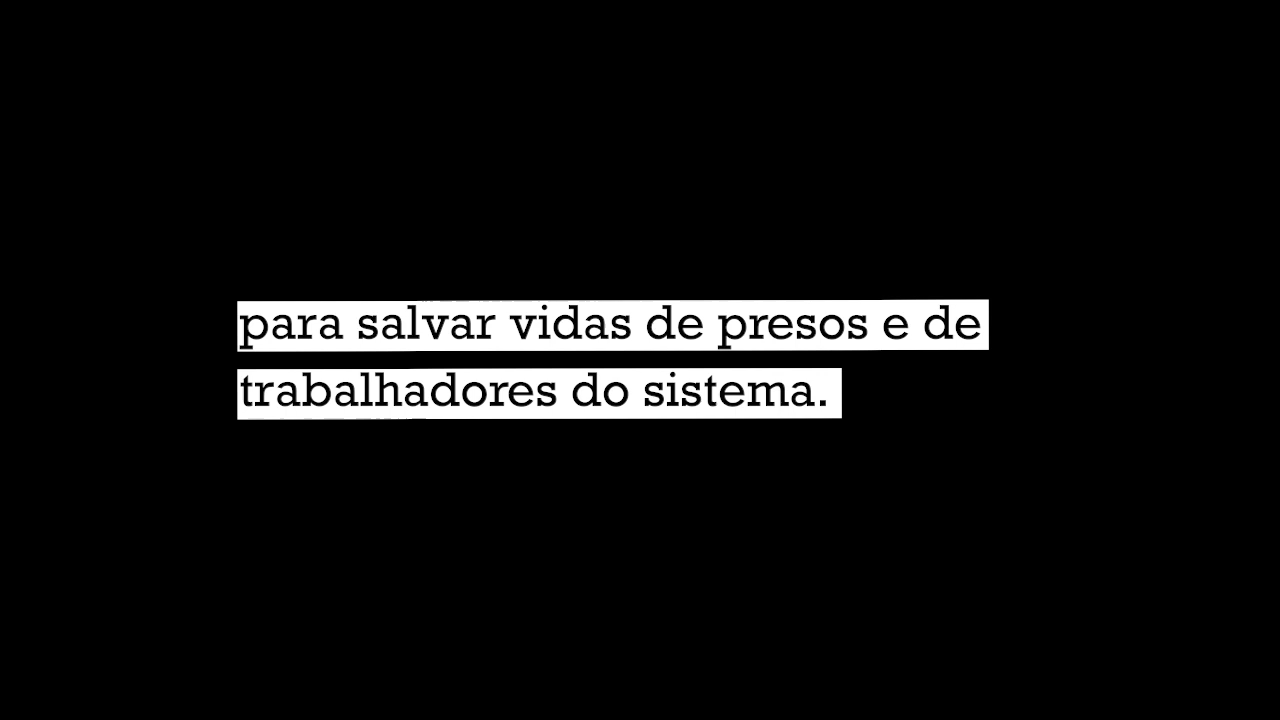 para salvar vidas de presos e de
trabalhadores do sistema.